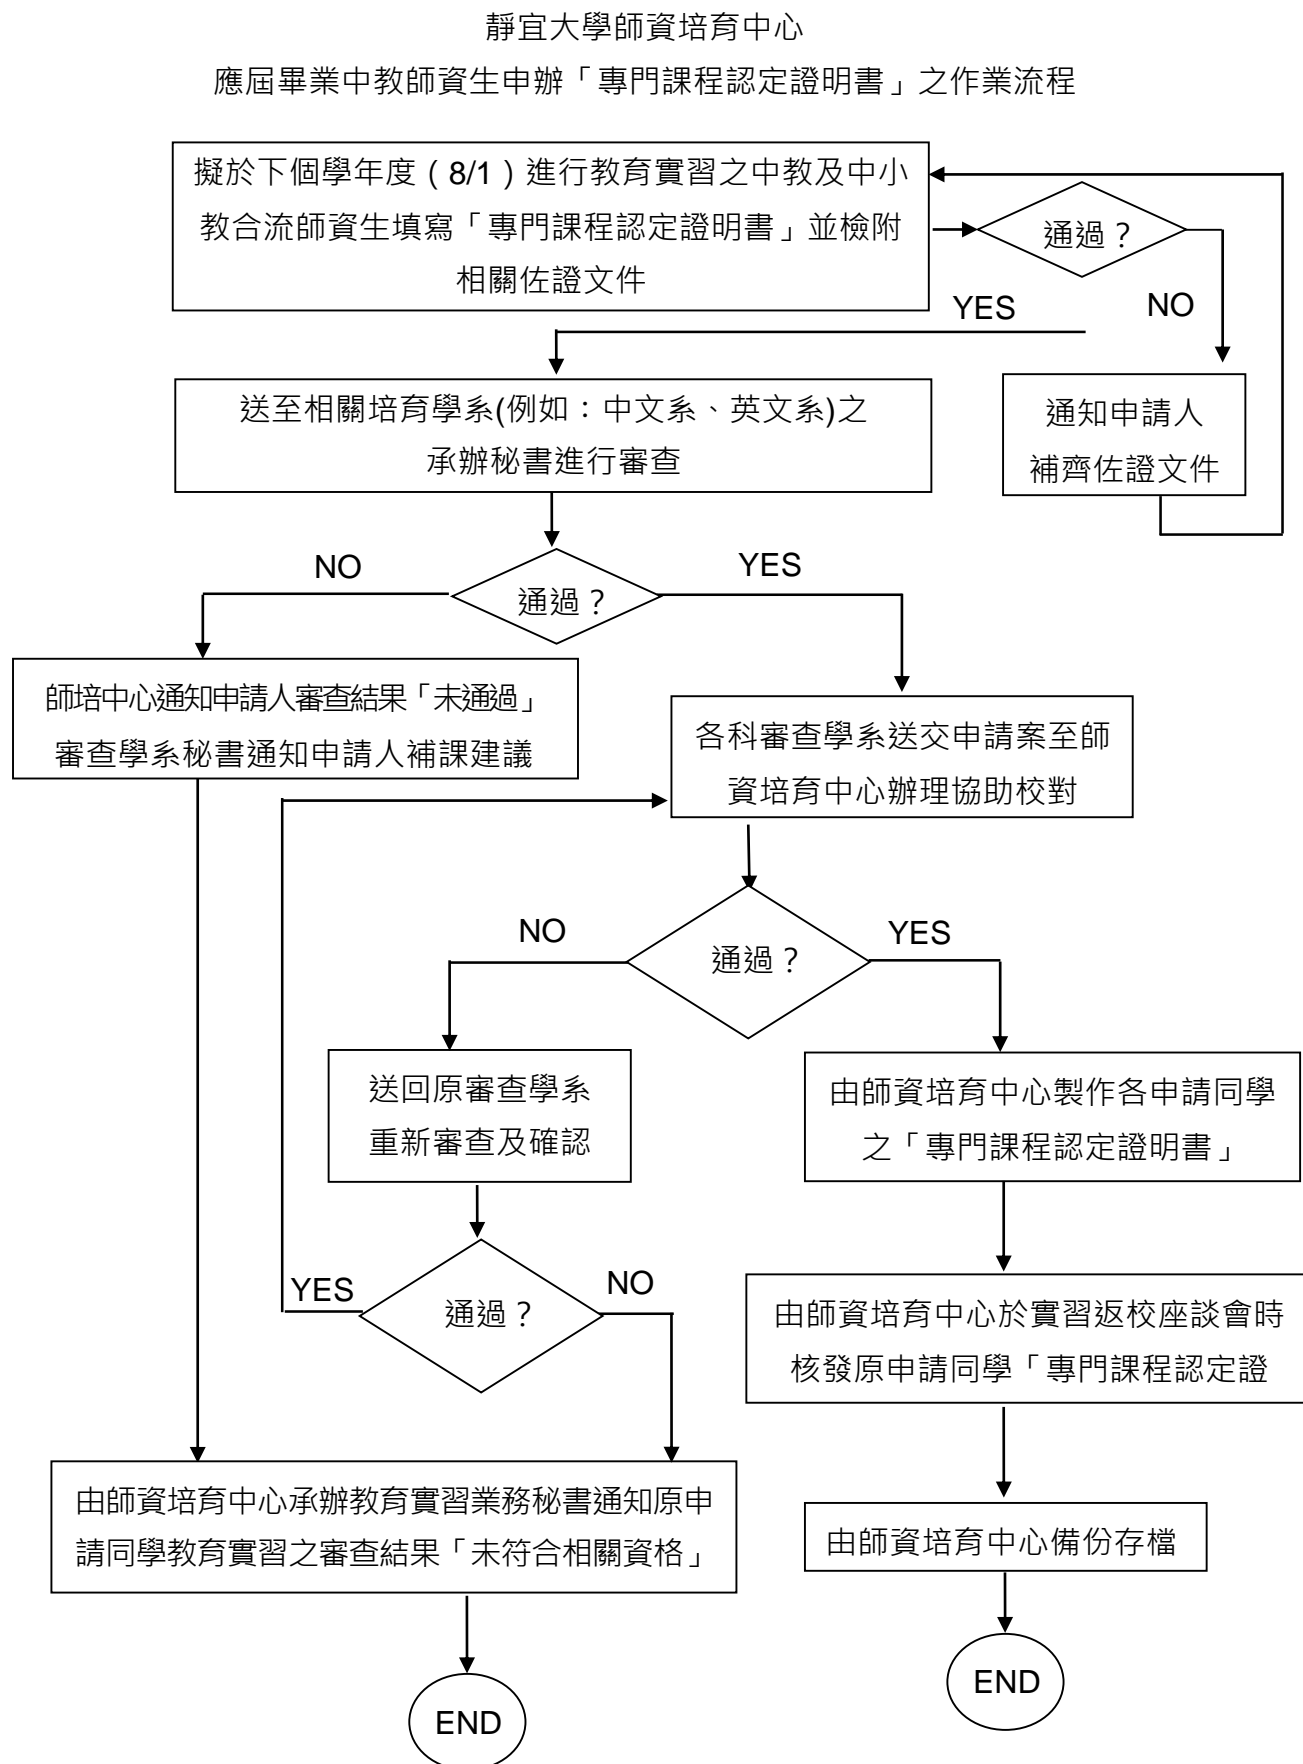 靜宜大學師資培育中心
應屆畢業中教師資生申辦「專門課程認定證明書」之作業流程
擬於下個學年度（8/1）進行教育實習之中教及中小
教合流師資生填寫「專門課程認定證明書」並檢附
相關佐證文件
通過？
YES
NO
送至相關培育學系(例如：中文系、英文系)之
承辦秘書進行審查
通知申請人
補齊佐證文件
NO
YES
通過？
師培中心通知申請人審查結果「未通過」
審查學系秘書通知申請人補課建議
各科審查學系送交申請案至師
資培育中心辦理協助校對
NO
YES
通過？
送回原審查學系
重新審查及確認
由師資培育中心製作各申請同學
之「專門課程認定證明書」
YES
NO
通過？
由師資培育中心於實習返校座談會時
核發原申請同學「專門課程認定證
由師資培育中心承辦教育實習業務秘書通知原申
請同學教育實習之審查結果「未符合相關資格」
由師資培育中心備份存檔
END
END